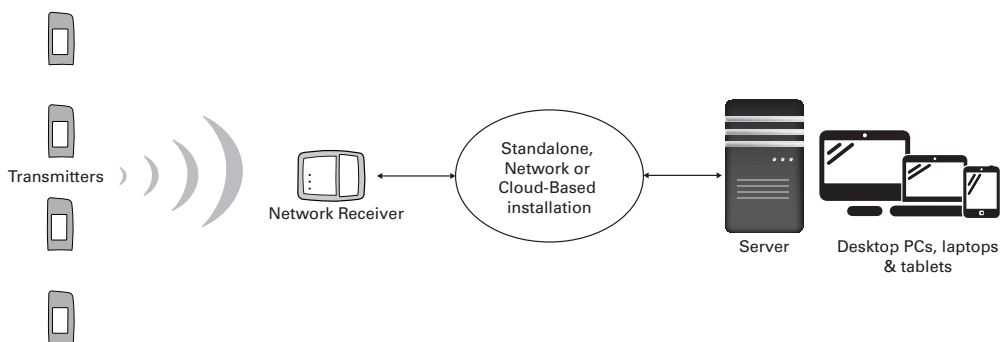 Transmitters
Network Receiver
Standalone,
Network or
Cloud-Based
installation
Server
Desktop PCs, laptops
& tablets